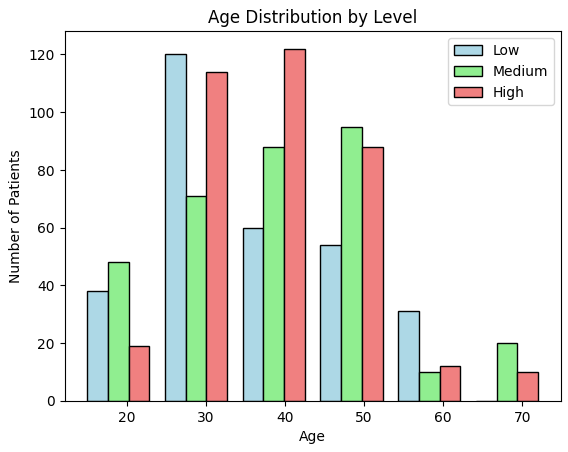 Age Distribution by Level
Low
Medium
High
Number of Patients
120
100
80
60
40
20
0
20 30 40 50 60 70
Age